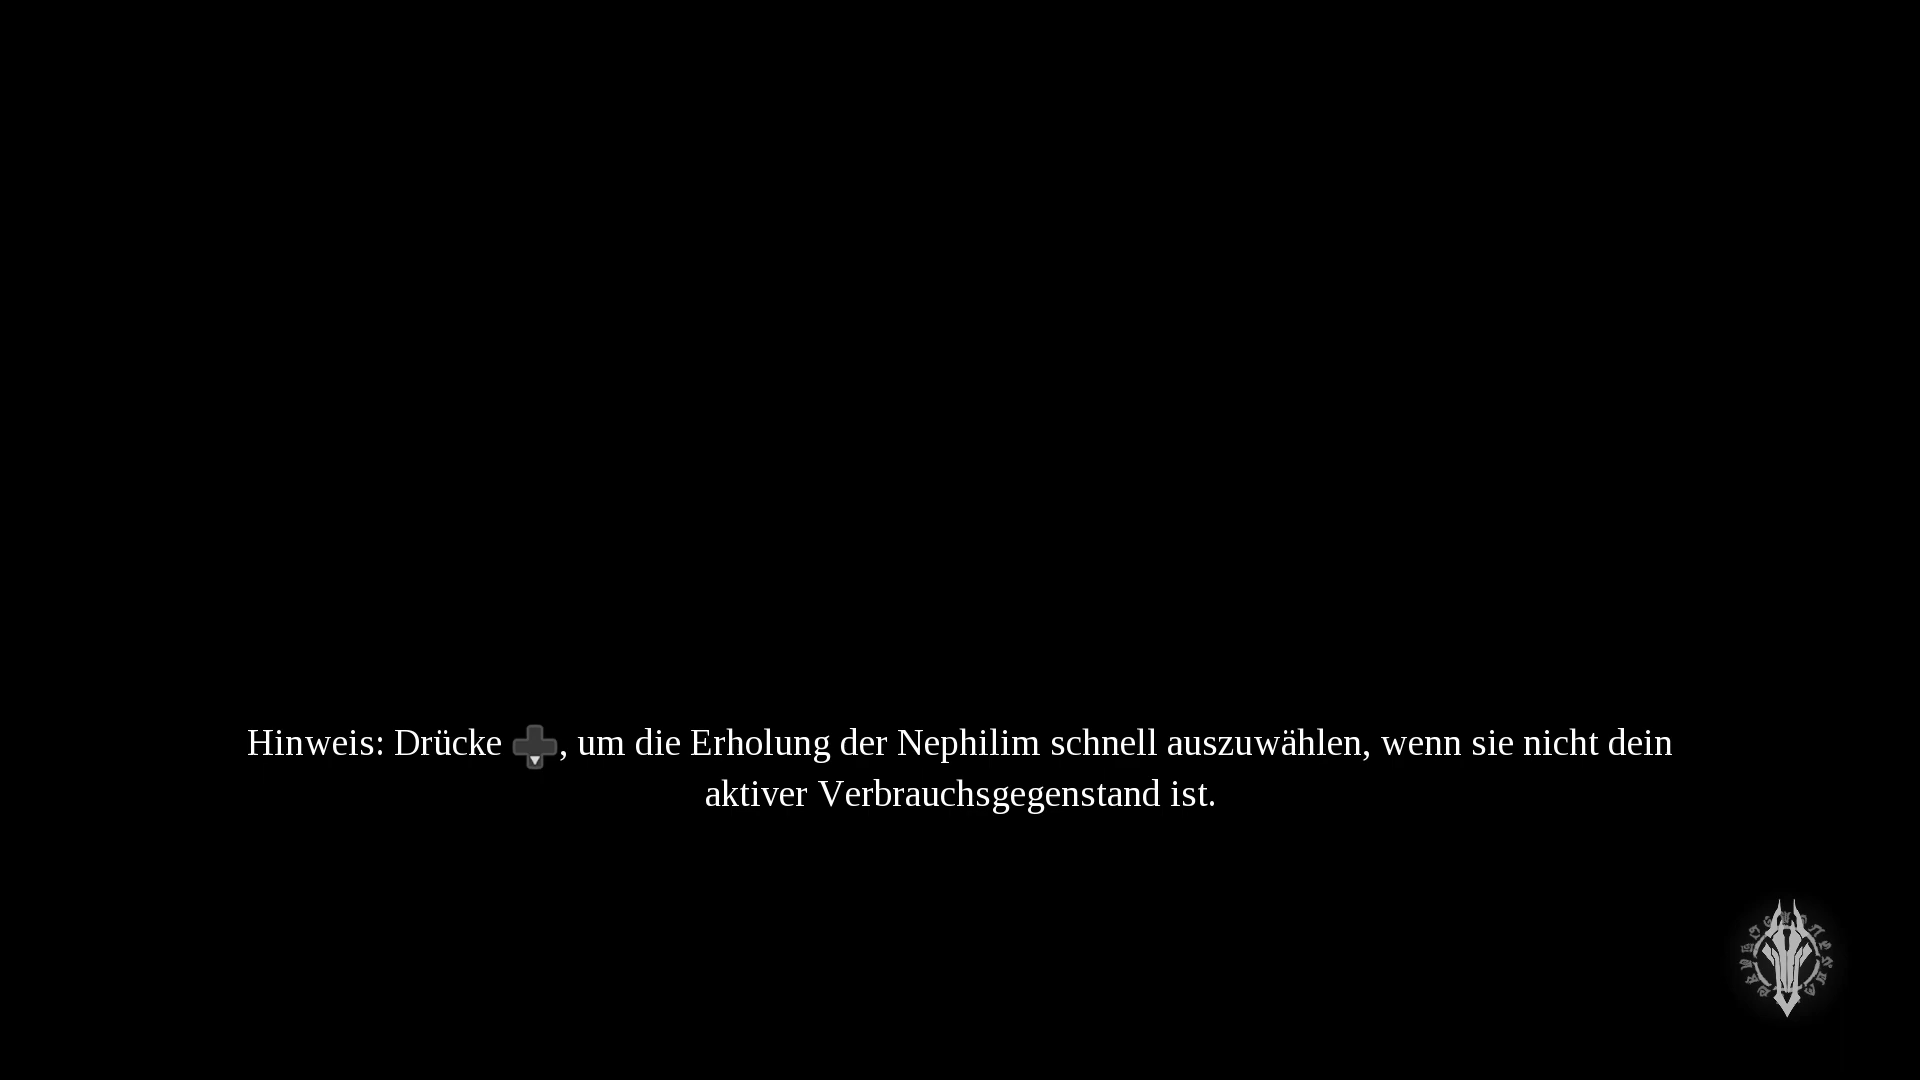 Hinweis: Drücke , um die Erholung der Nephilim schnell auszuwählen, wenn sie nicht dein
aktiver Verbrauchsgegenstand ist.